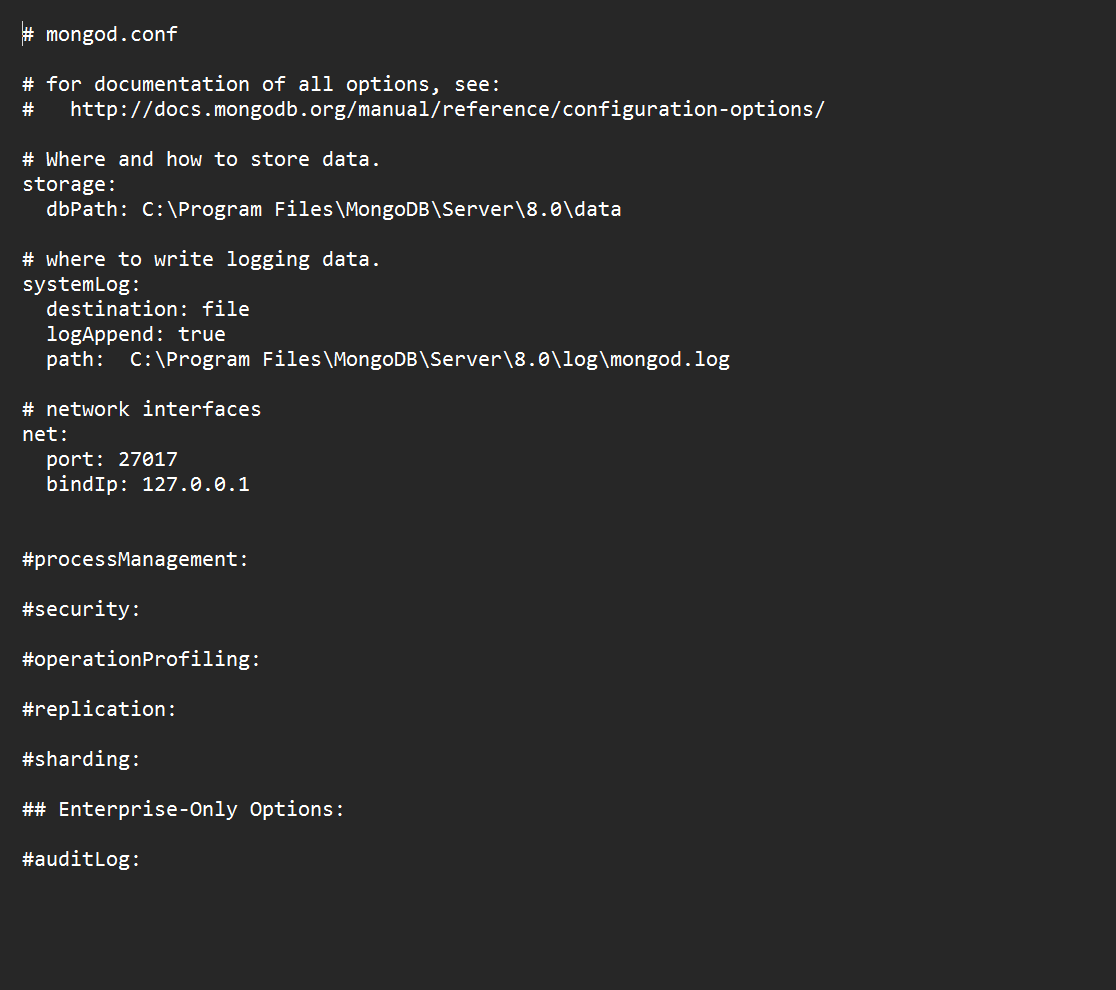 # mongod.conf
# for documentation of all options, see:
#   http://docs.mongodb.org/manual/reference/configuration-options/
# Where and how to store data.
storage:
  dbPath: C:\Program Files\MongoDB\Server\8.0\data
# where to write logging data.
systemLog:
  destination: file
  logAppend: true
  path:  C:\Program Files\MongoDB\Server\8.0\log\mongod.log
# network interfaces
net:
  port: 27017
  bindIp: 127.0.0.1
#processManagement:
#security:
#operationProfiling:
#replication:
#sharding:
## Enterprise-Only Options:
#auditLog: